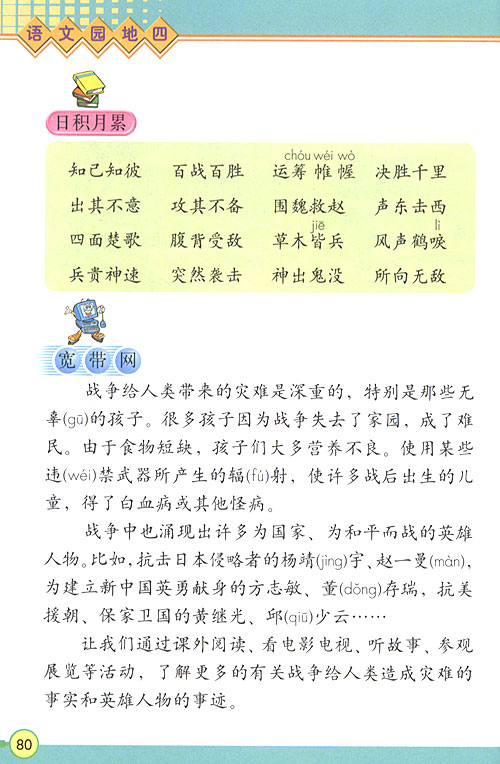 语文园地四
日积月累
chóu wéi wò
知己知彼 百战百胜 运筹帷幄 决胜千里
出其不意 攻其不备 围魏救赵 声东击西
jiē lì
四面楚歌 腹背受敌 草木皆兵 风声鹤唳
兵贵神速 突然袭击 神出鬼没 所向无敌
宽带网
战争给人类带来的灾难是深重的，特别是那些无
辜(gū)的孩子。很多孩子因为战争失去了家园，成了难
民。由于食物短缺，孩子们大多营养不良。使用某些
违(wéi)禁武器所产生的辐(fú)射，使许多战后出生的儿
童，得了白血病或其他怪病。
战争中也涌现出许多为国家、为和平而战的英雄
人物。比如，抗击日本侵略者的杨靖(jìng)宇、赵一曼(màn)，
为建立新中国英勇献身的方志敏、董(dǒng)存瑞，抗美
援朝、保家卫国的黄继光、邱(qiū)少云……
让我们通过课外阅读、看电影电视、听故事、参观
展览等活动，了解更多的有关战争给人类造成灾难的
事实和英雄人物的事迹。
80